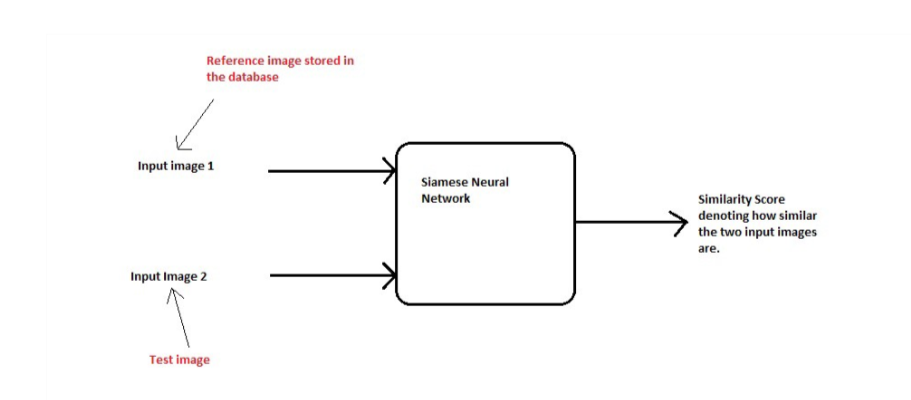 Reference image stored in
the database
Input image 1
Siamese Neural
Network
Similarity Score
denoting how similar
the two input images
are.
Input Image 2
Test image